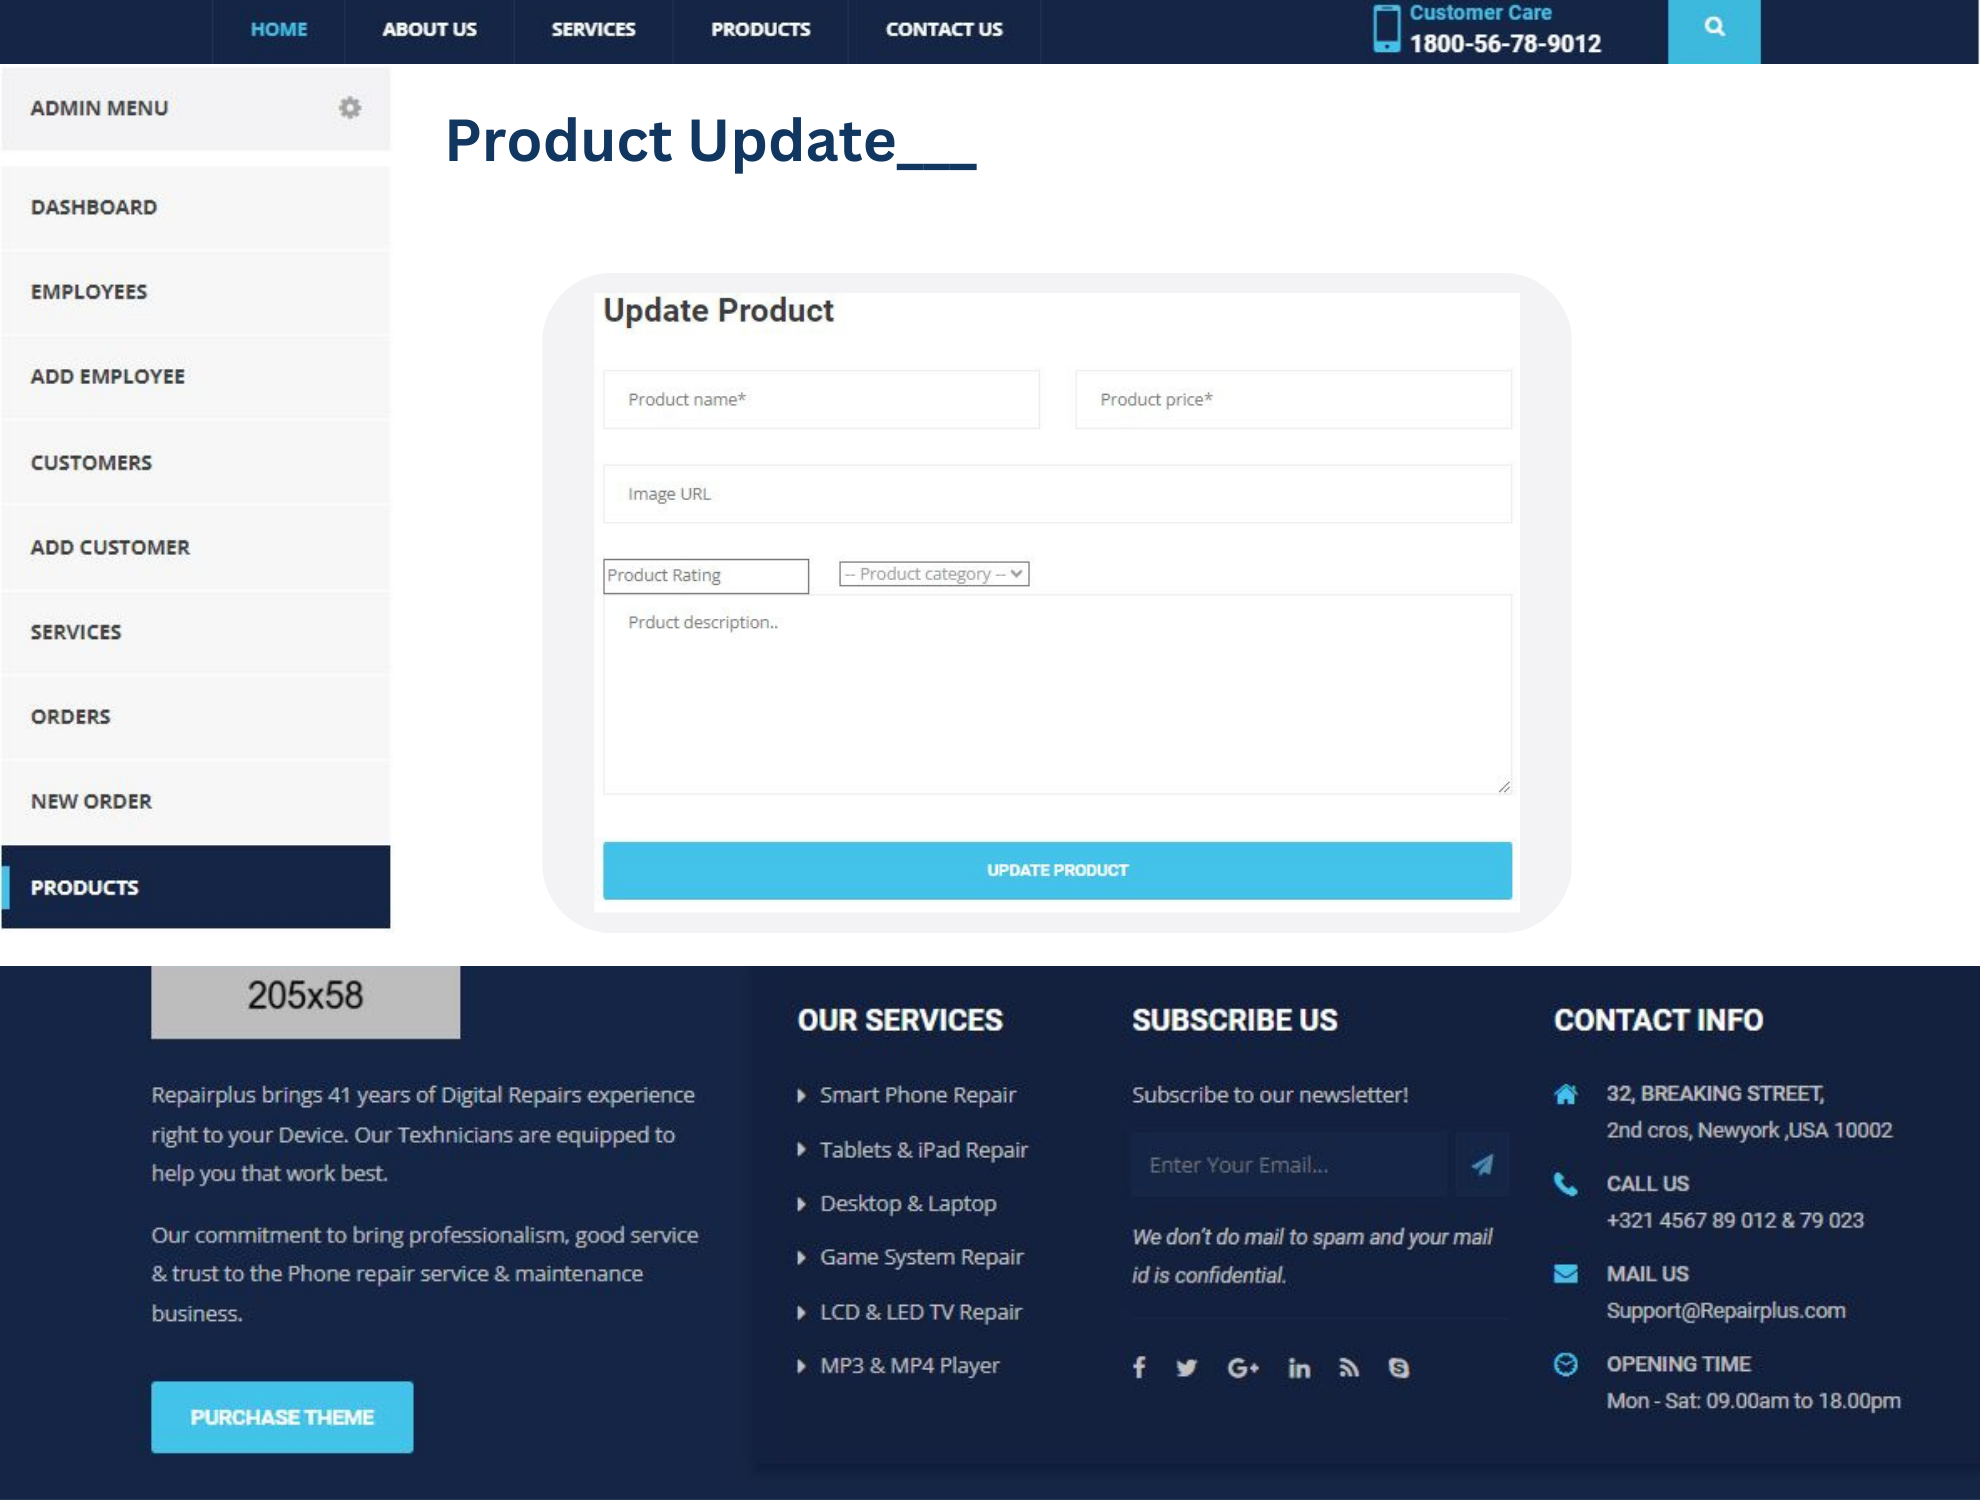 HOME
ABOUT US
SERVICES
PRODUCTS
CONTACT US
Customer Care
1800-56-78-9012
ADMIN MENU
DASHBOARD
EMPLOYEES
ADD EMPLOYEE
CUSTOMERS
ADD CUSTOMER
SERVICES
ORDERS
NEW ORDER
PRODUCTS
Product Update___
Update Product
Product name*
Product price*
Image URL
Product Rating
-- Product category --
Prduct description..
UPDATE PRODUCT
205x58
Repairplus brings 41 years of Digital Repairs experience
right to your Device. Our Texhnicians are equipped to
help you that work best.
Our commitment to bring professionalism, good service
& trust to the Phone repair service & maintenance
business.
PURCHASE THEME
OUR SERVICES
Smart Phone Repair
Tablets & iPad Repair
Desktop & Laptop
Game System Repair
LCD & LED TV Repair
MP3 & MP4 Player
SUBSCRIBE US
Subscribe to our newsletter!
Enter Your Email...
We don't do mail to spam and your mail
id is confidential.
CONTACT INFO
32, BREAKING STREET,
2nd cros, Newyork ,USA 10002
CALL US
+321 4567 89 012 & 79 023
MAIL US
Support@Repairplus.com
OPENING TIME
Mon - Sat: 09.00am to 18.00pm